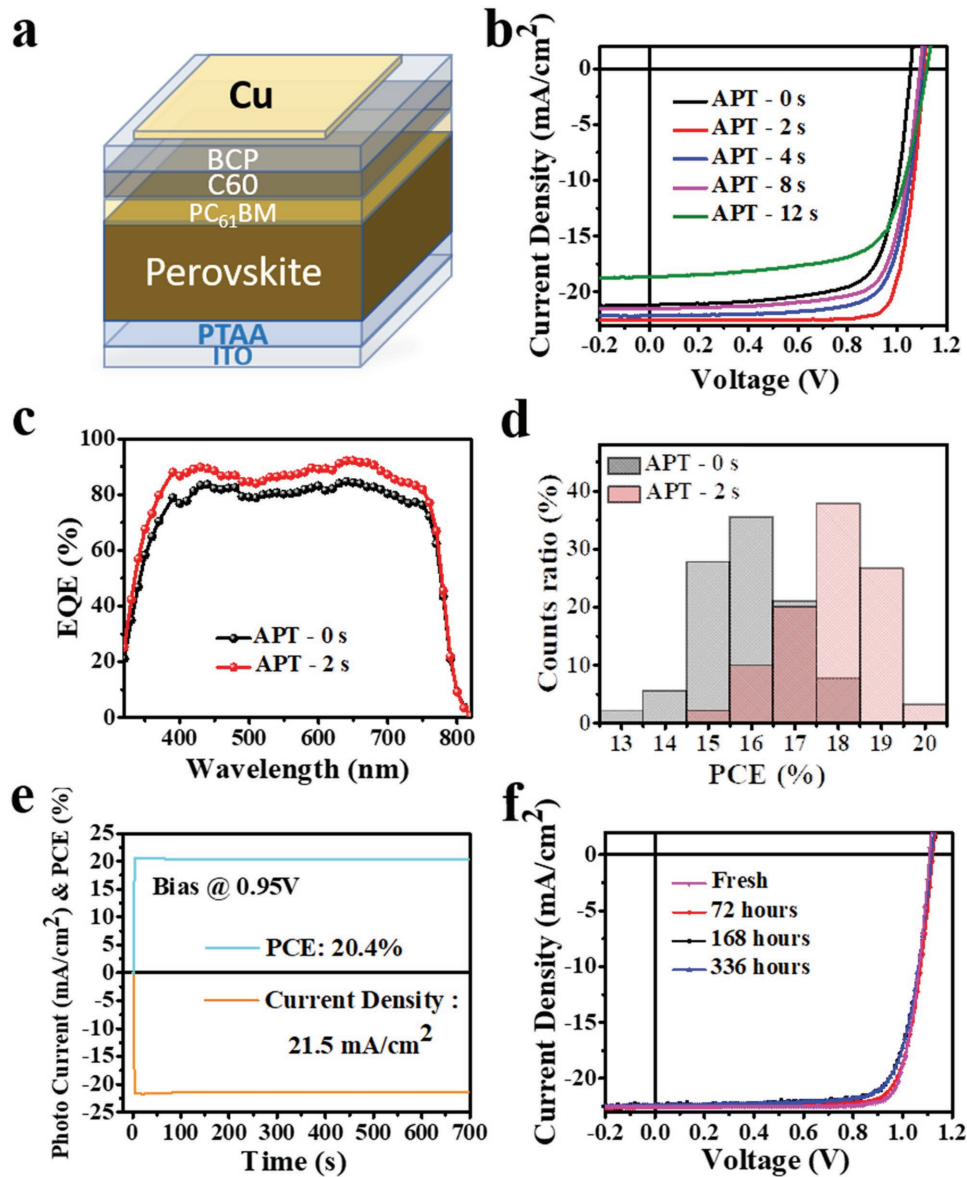 a
Cu
BCP
C60
PC61BM
Perovskite
PTAA
ITO
b
Current Density (mA/cm2)
0
-5
-10
-15
-20
APT - 0 s
APT - 2 s
APT - 4 s
APT - 8 s
APT - 12 s
-0.2 0.0 0.2 0.4 0.6 0.8 1.0 1.2
Voltage (V)
c
EQE (%)
100
80
60
40
20
0
APT - 0 s
APT - 2 s
400 500 600 700 800
Wavelength (nm)
d
Counts ratio (%)
40
30
20
10
0
APT - 0 s
APT - 2 s
13 14 15 16 17 18 19 20
PCE (%)
e
Photo Current (mA/cm2) & PCE (%)
25
20
15
10
5
0
-5
-10
-15
-20
-25
Bias @ 0.95V
PCE: 20.4%
Current Density :
21.5 mA/cm2
0 100 200 300 400 500 600 700
Time (s)
f
Current Density (mA/cm2)
0
-5
-10
-15
-20
Fresh
72 hours
168 hours
336 hours
-0.2 0.0 0.2 0.4 0.6 0.8 1.0 1.2
Voltage (V)